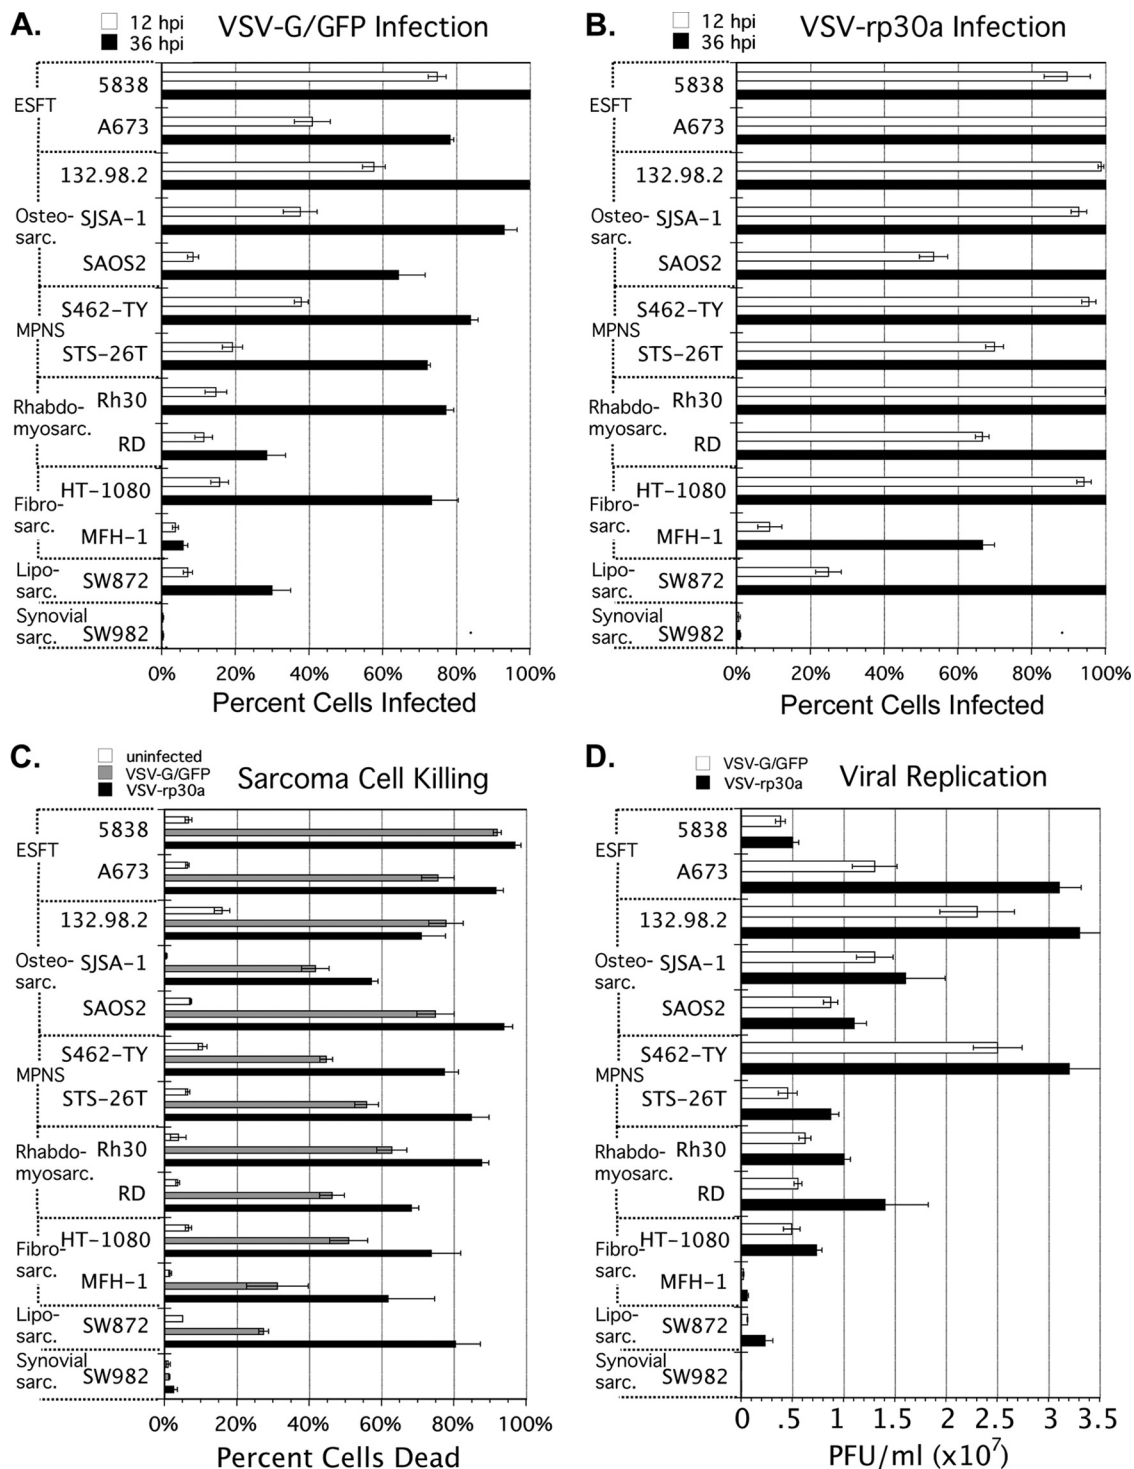 A.
12 hpi
36 hpi
VSV-G/GFP Infection
ESFT
5838
A673
132.98.2
Osteo-
sarc.
SJSA-1
SAOS2
S462-TY
MPNS
STS-26T
Rhabdo-
myosarc.
Rh30
RD
HT-1080
Fibro-
sarc.
MFH-1
Lipo-
sarc.
SW872
Synovial
sarc.
SW982
0% 20% 40% 60% 80% 100%
Percent Cells Infected
B.
12 hpi
36 hpi
VSV-rp30a Infection
ESFT
5838
A673
132.98.2
Osteo-
sarc.
SJSA-1
SAOS2
S462-TY
MPNS
STS-26T
Rhabdo-
myosarc.
Rh30
RD
HT-1080
Fibro-
sarc.
MFH-1
Lipo-
sarc.
SW872
Synovial
sarc.
SW982
0% 20% 40% 60% 80% 100%
Percent Cells Infected
C.
uninfected
VSV-G/GFP
VSV-rp30a
Sarcoma Cell Killing
ESFT
5838
A673
132.98.2
Osteo-
sarc.
SJSA-1
SAOS2
S462-TY
MPNS
STS-26T
Rhabdo-
myosarc.
Rh30
RD
HT-1080
Fibro-
sarc.
MFH-1
Lipo-
sarc.
SW872
Synovial
sarc.
SW982
0% 20% 40% 60% 80% 100%
Percent Cells Dead
D.
VSV-G/GFP
VSV-rp30a
Viral Replication
ESFT
5838
A673
132.98.2
Osteo-
sarc.
SJSA-1
SAOS2
S462-TY
MPNS
STS-26T
Rhabdo-
myosarc.
Rh30
RD
HT-1080
Fibro-
sarc.
MFH-1
Lipo-
sarc.
SW872
Synovial
sarc.
SW982
0 .5 1 1.5 2 2.5 3 3.5
PFU/ml (x10⁷)